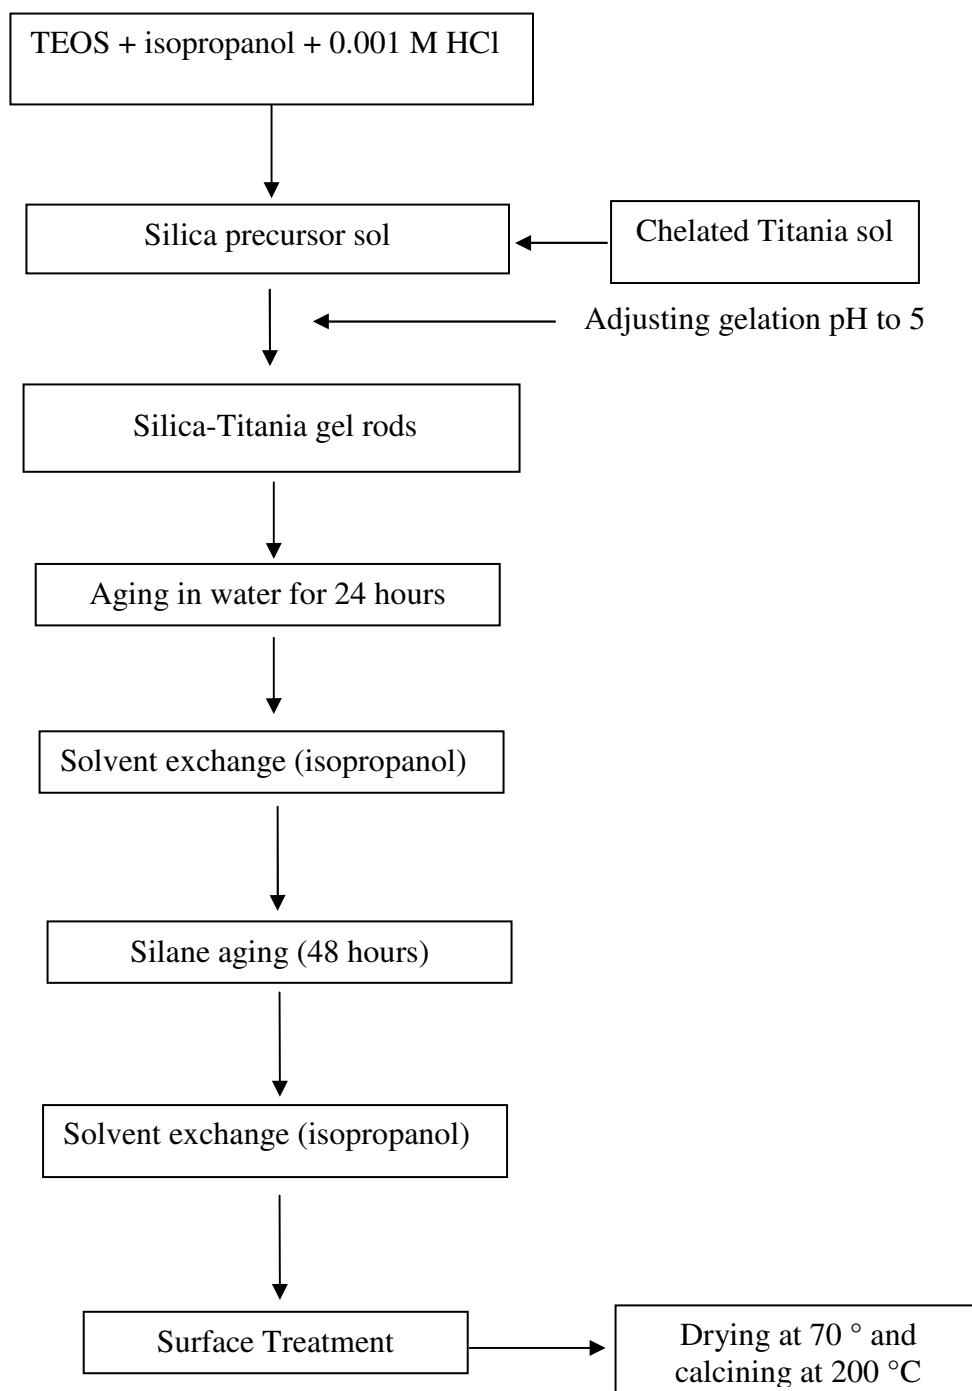 TEOS + isopropanol + 0.001 M HCl
Silica precursor sol
Chelated Titania sol
Adjusting gelation pH to 5
Silica-Titania gel rods
Aging in water for 24 hours
Solvent exchange (isopropanol)
Silane aging (48 hours)
Solvent exchange (isopropanol)
Surface Treatment
Drying at 70 ° and
calcining at 200 °C